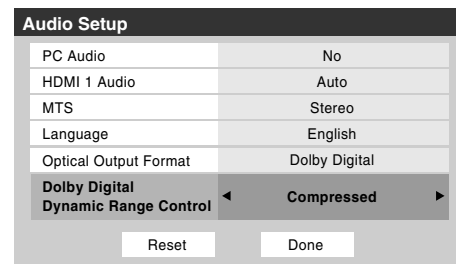 Audio Setup
PC Audio No
HDMI 1 Audio Auto
MTS Stereo
Language English
Optical Output Format Dolby Digital
Dolby Digital
Dynamic Range Control Compressed
Reset Done